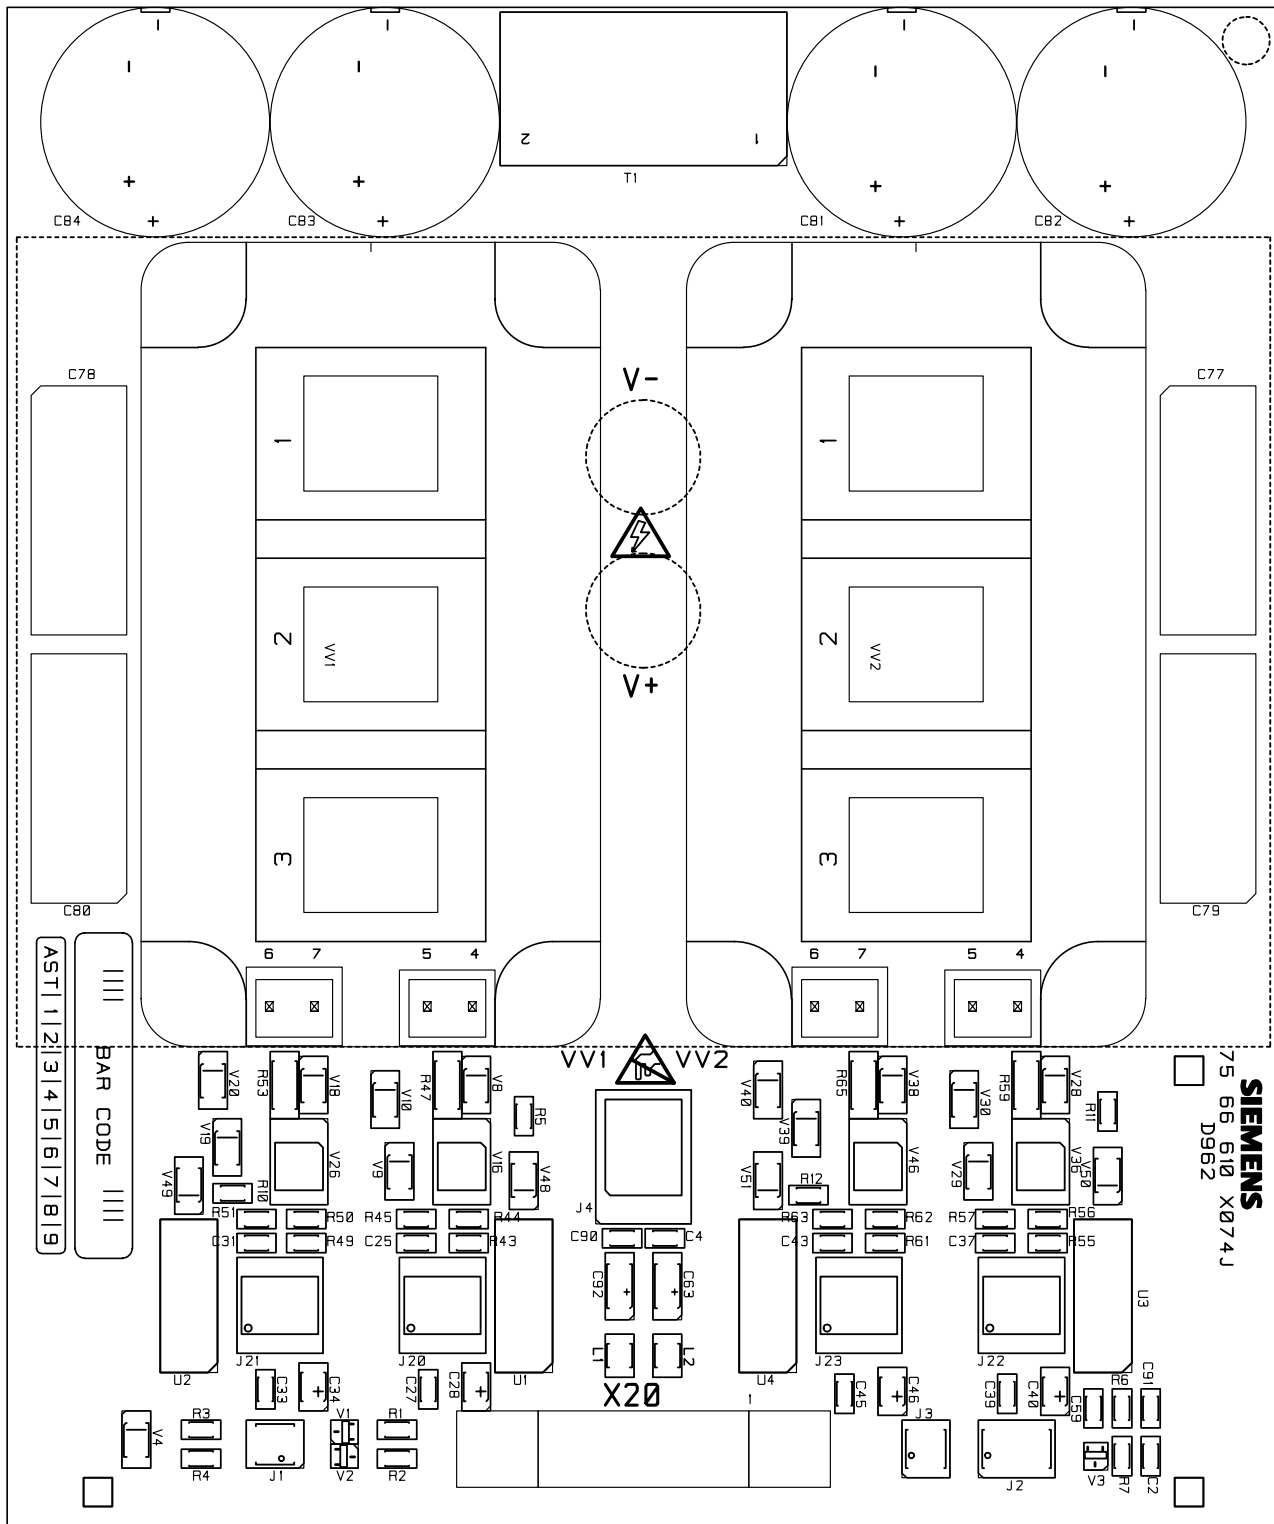 C84
C83
2
1
T1
C81
C82
V-
V+
C78
C80
C77
C79
1
2
3
VV1
1
2
3
VV2
6 7 5 4
6 7 5 4
VV1
VV2
AST|1|2|3|4|5|6|7|8|9
BAR CODE
SIEMENS
75 66 610 X074J
D962
V20
R53
V18
V10
R47
V8
R5
V40
R65
V38
V30
R59
V28
R11
V19
V39
V49
R10
V26
V9
V16
V48
J4
V51
R12
V46
V29
V36
V50
R51
R50
R45
R44
R63
R62
R57
R56
C31
R49
C25
R43
C90
C4
C43
R61
C37
R55
C92
C63
U3
J21
J20
L1
L2
J23
J22
U2
C33
C34
C27
C28
U1
X20
U4
C45
C46
C39
C40
C59
R6
C91
V4
R3
V1
R1
1
J3
R4
J1
V2
R2
J2
V3
R7
C2